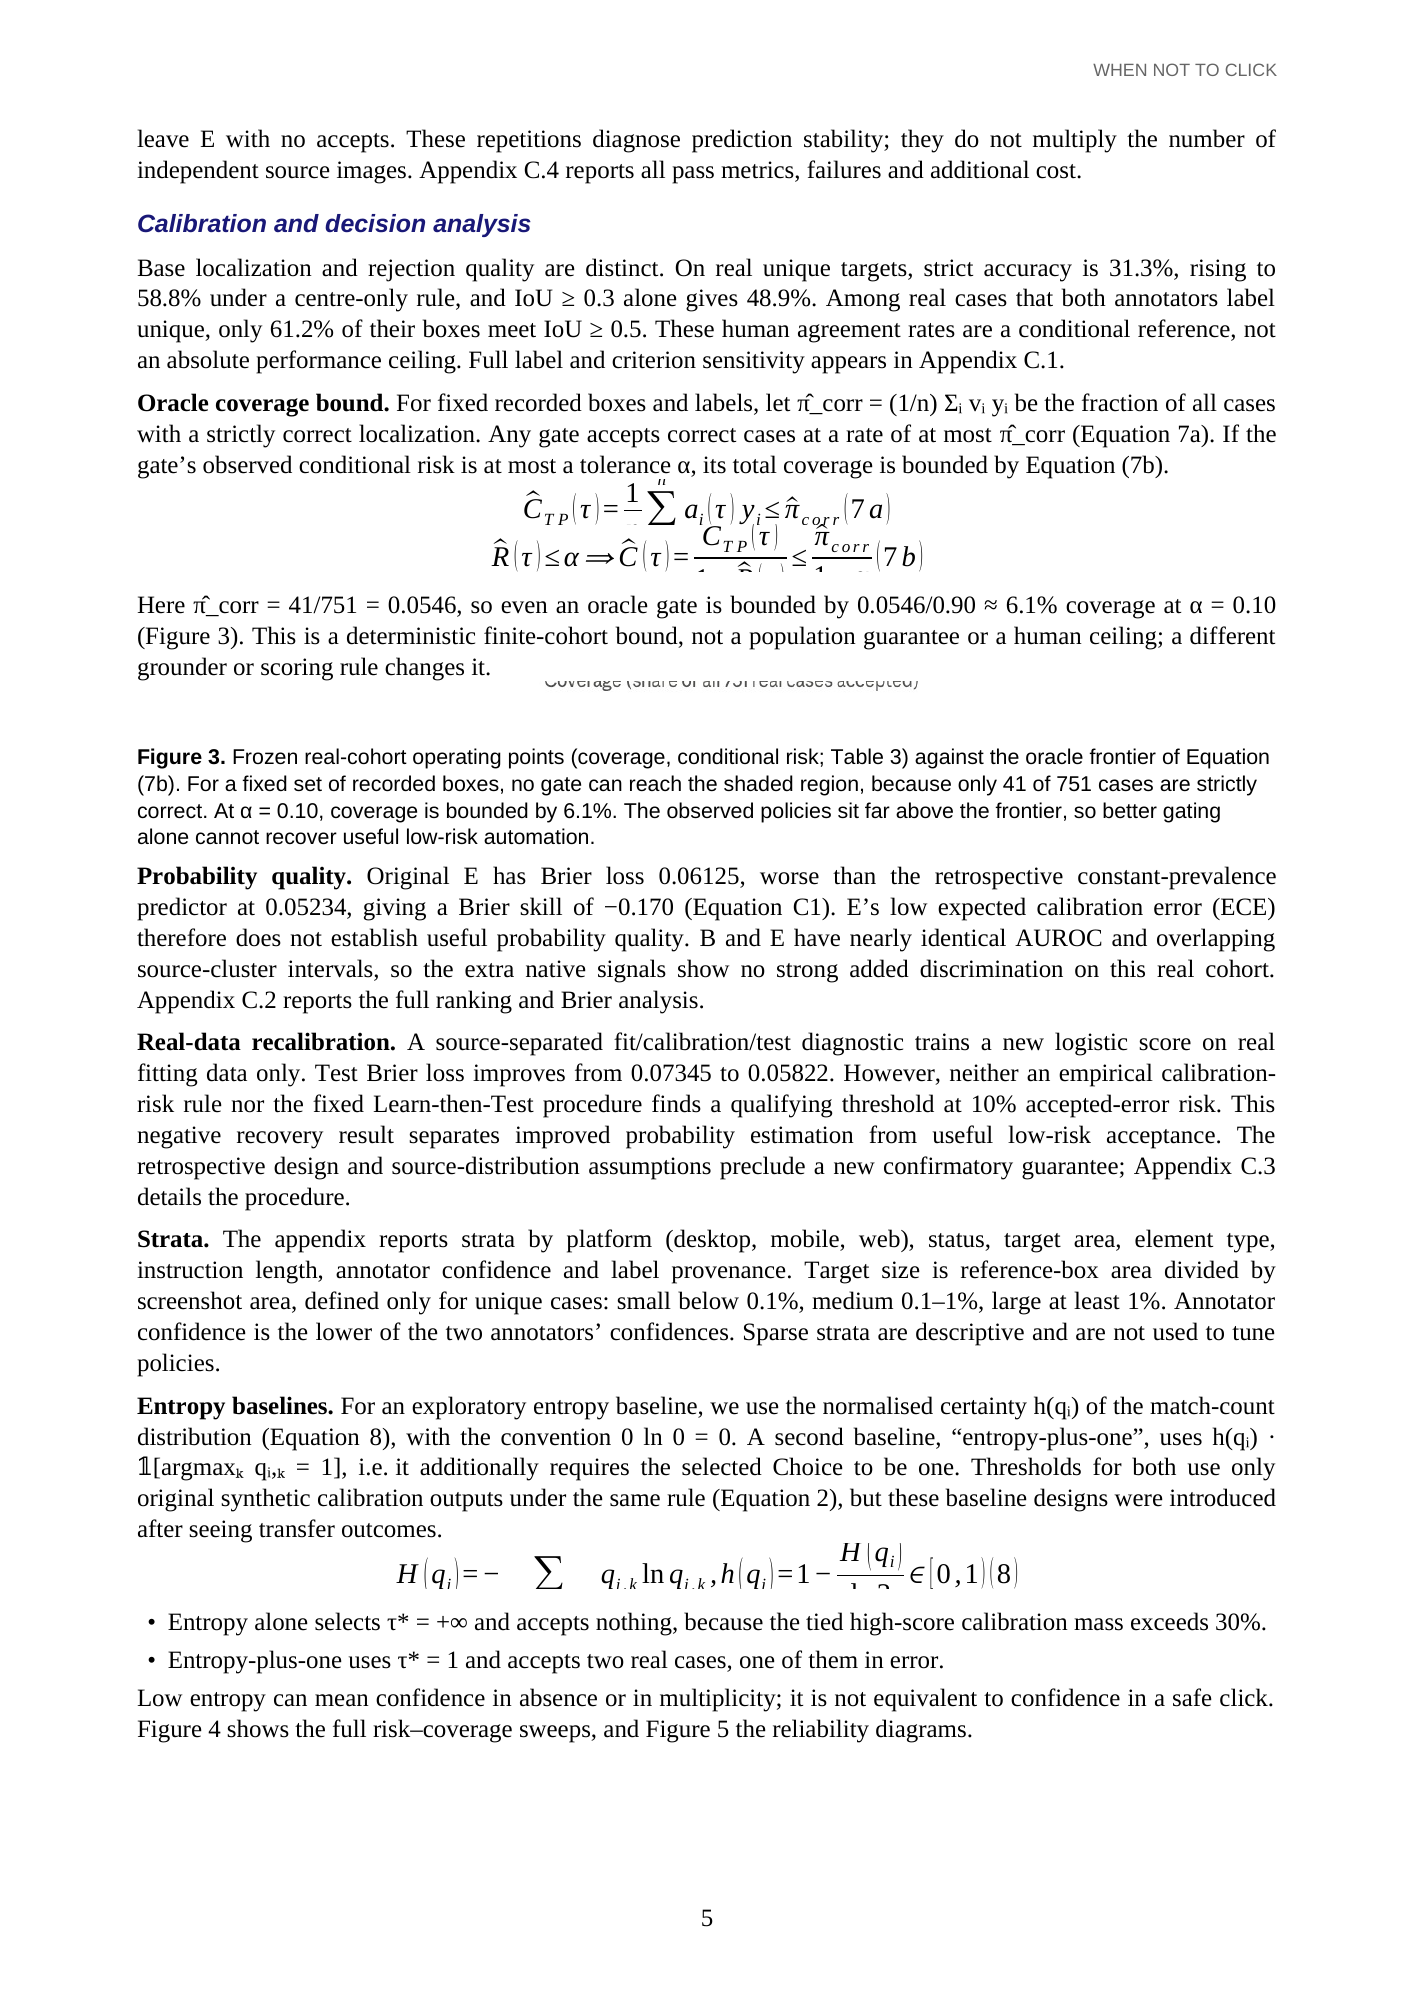 WHEN NOT TO CLICK
leave E with no accepts. These repetitions diagnose prediction stability; they do not multiply the number of
independent source images. Appendix C.4 reports all pass metrics, failures and additional cost.
Calibration and decision analysis
Base localization and rejection quality are distinct. On real unique targets, strict accuracy is 31.3%, rising to
58.8% under a centre-only rule, and IoU ≥ 0.3 alone gives 48.9%. Among real cases that both annotators label
unique, only 61.2% of their boxes meet IoU ≥ 0.5. These human agreement rates are a conditional reference, not
an absolute performance ceiling. Full label and criterion sensitivity appears in Appendix C.1.
Oracle coverage bound. For fixed recorded boxes and labels, let π̂_corr = (1/n) Σᵢ vᵢ yᵢ be the fraction of all cases
with a strictly correct localization. Any gate accepts correct cases at a rate of at most π̂_corr (Equation 7a). If the
gate’s observed conditional risk is at most a tolerance α, its total coverage is bounded by Equation (7b).
Ĉ_TP(τ)=1 ∑ aᵢ(τ) yᵢ ≤ π̂_corr (7a)
R̂(τ) ≤ α ⟹ Ĉ(τ) = C_TP(τ) ≤ π̂_corr (7b)
Here π̂_corr = 41/751 = 0.0546, so even an oracle gate is bounded by 0.0546/0.90 ≈ 6.1% coverage at α = 0.10
(Figure 3). This is a deterministic finite-cohort bound, not a population guarantee or a human ceiling; a different
grounder or scoring rule changes it.
Coverage (share of all 751 real cases accepted)
Figure 3. Frozen real-cohort operating points (coverage, conditional risk; Table 3) against the oracle frontier of Equation
(7b). For a fixed set of recorded boxes, no gate can reach the shaded region, because only 41 of 751 cases are strictly
correct. At α = 0.10, coverage is bounded by 6.1%. The observed policies sit far above the frontier, so better gating
alone cannot recover useful low-risk automation.
Probability quality. Original E has Brier loss 0.06125, worse than the retrospective constant-prevalence
predictor at 0.05234, giving a Brier skill of −0.170 (Equation C1). E’s low expected calibration error (ECE)
therefore does not establish useful probability quality. B and E have nearly identical AUROC and overlapping
source-cluster intervals, so the extra native signals show no strong added discrimination on this real cohort.
Appendix C.2 reports the full ranking and Brier analysis.
Real-data recalibration. A source-separated fit/calibration/test diagnostic trains a new logistic score on real
fitting data only. Test Brier loss improves from 0.07345 to 0.05822. However, neither an empirical calibration-
risk rule nor the fixed Learn-then-Test procedure finds a qualifying threshold at 10% accepted-error risk. This
negative recovery result separates improved probability estimation from useful low-risk acceptance. The
retrospective design and source-distribution assumptions preclude a new confirmatory guarantee; Appendix C.3
details the procedure.
Strata. The appendix reports strata by platform (desktop, mobile, web), status, target area, element type,
instruction length, annotator confidence and label provenance. Target size is reference-box area divided by
screenshot area, defined only for unique cases: small below 0.1%, medium 0.1–1%, large at least 1%. Annotator
confidence is the lower of the two annotators’ confidences. Sparse strata are descriptive and are not used to tune
policies.
Entropy baselines. For an exploratory entropy baseline, we use the normalised certainty h(qᵢ) of the match-count
distribution (Equation 8), with the convention 0 ln 0 = 0. A second baseline, “entropy-plus-one”, uses h(qᵢ) ·
𝟙[argmaxₖ qᵢ,ₖ = 1], i.e. it additionally requires the selected Choice to be one. Thresholds for both use only
original synthetic calibration outputs under the same rule (Equation 2), but these baseline designs were introduced
after seeing transfer outcomes.
H(qᵢ)=− ∑ qᵢ,ₖ ln qᵢ,ₖ , h(qᵢ)=1− H(qᵢ) ∈ [0,1] (8)
• Entropy alone selects τ* = +∞ and accepts nothing, because the tied high-score calibration mass exceeds 30%.
• Entropy-plus-one uses τ* = 1 and accepts two real cases, one of them in error.
Low entropy can mean confidence in absence or in multiplicity; it is not equivalent to confidence in a safe click.
Figure 4 shows the full risk–coverage sweeps, and Figure 5 the reliability diagrams.
5